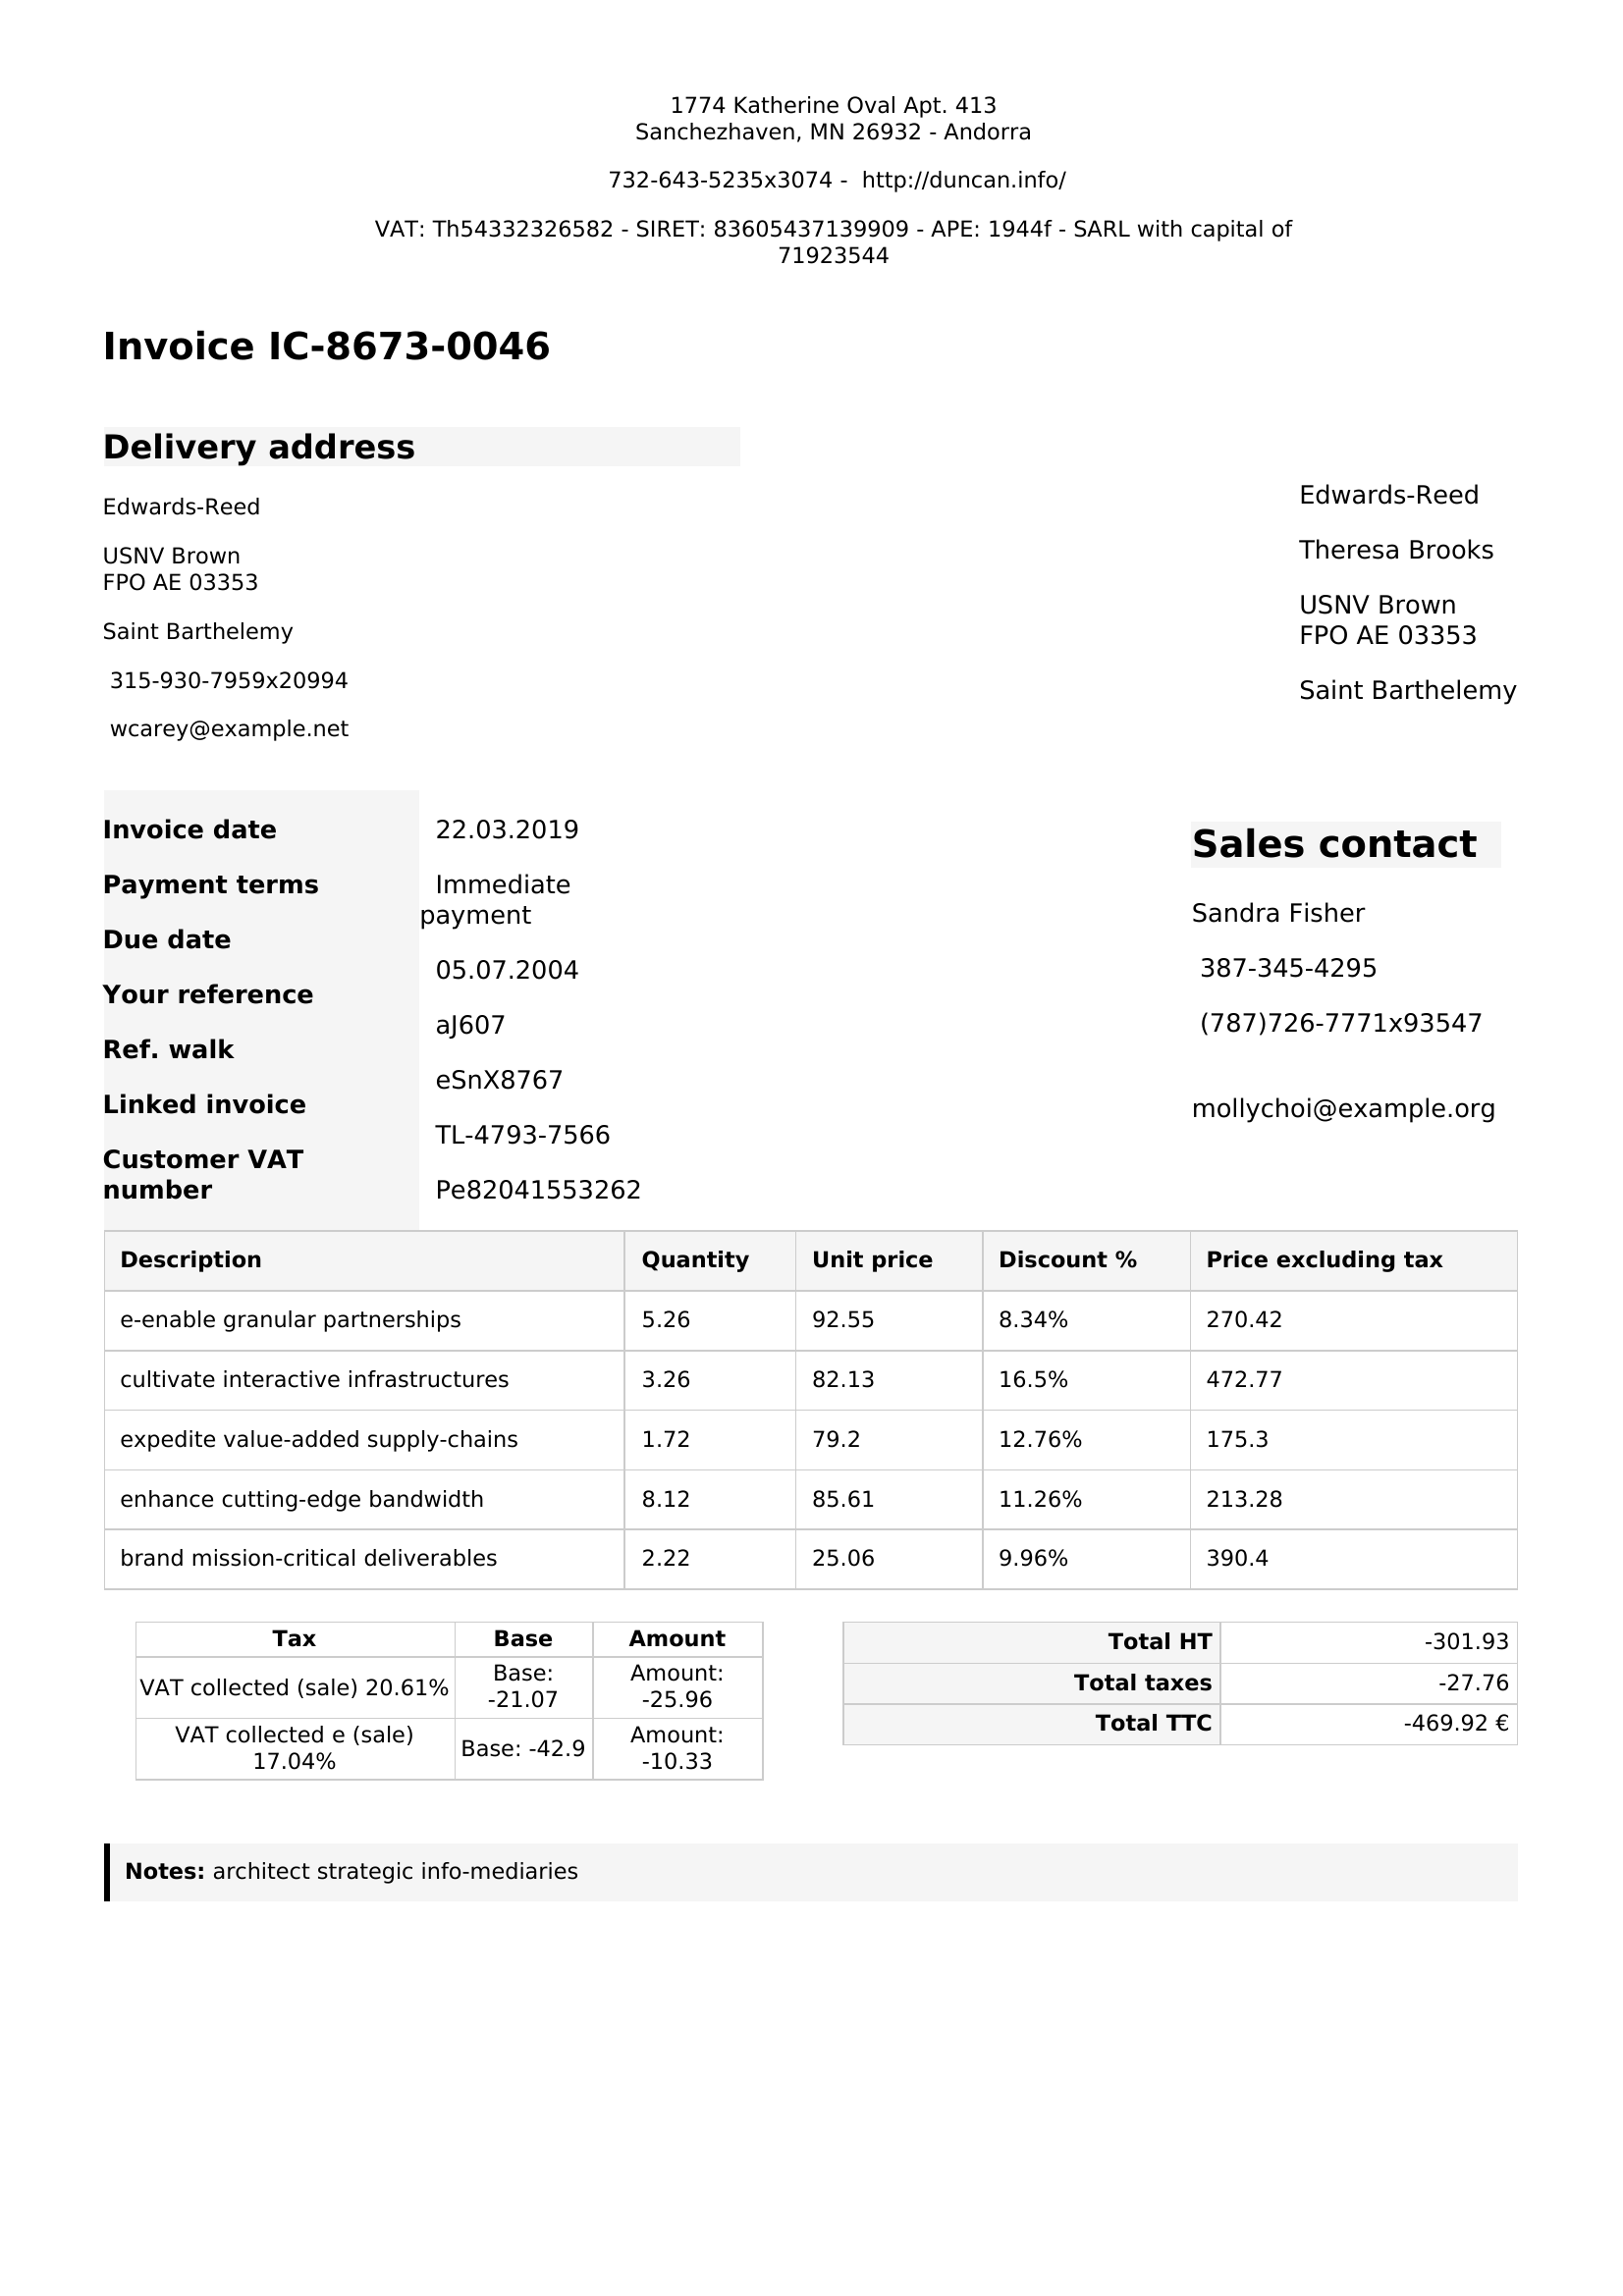 1774 Katherine Oval Apt. 413
Sanchezhaven, MN 26932 - Andorra
732-643-5235x3074 -  http://duncan.info/
VAT: Th54332326582 - SIRET: 83605437139909 - APE: 1944f - SARL with capital of
71923544
Invoice IC-8673-0046
Delivery address
Edwards-Reed
USNV Brown
FPO AE 03353
Saint Barthelemy
315-930-7959x20994
wcarey@example.net
Edwards-Reed
Theresa Brooks
USNV Brown
FPO AE 03353
Saint Barthelemy
Invoice date
Payment terms
Due date
Your reference
Ref. walk
Linked invoice
Customer VAT
number
22.03.2019
Immediate
payment
05.07.2004
aJ607
eSnX8767
TL-4793-7566
Pe82041553262
Sales contact
Sandra Fisher
387-345-4295
(787)726-7771x93547
mollychoi@example.org
Description Quantity Unit price Discount % Price excluding tax
e-enable granular partnerships 5.26 92.55 8.34% 270.42
cultivate interactive infrastructures 3.26 82.13 16.5% 472.77
expedite value-added supply-chains 1.72 79.2 12.76% 175.3
enhance cutting-edge bandwidth 8.12 85.61 11.26% 213.28
brand mission-critical deliverables 2.22 25.06 9.96% 390.4
Tax Base Amount
VAT collected (sale) 20.61% Base: -21.07 Amount: -25.96
VAT collected e (sale) 17.04% Base: -42.9 Amount: -10.33
Total HT -301.93
Total taxes -27.76
Total TTC -469.92 €
Notes: architect strategic info-mediaries